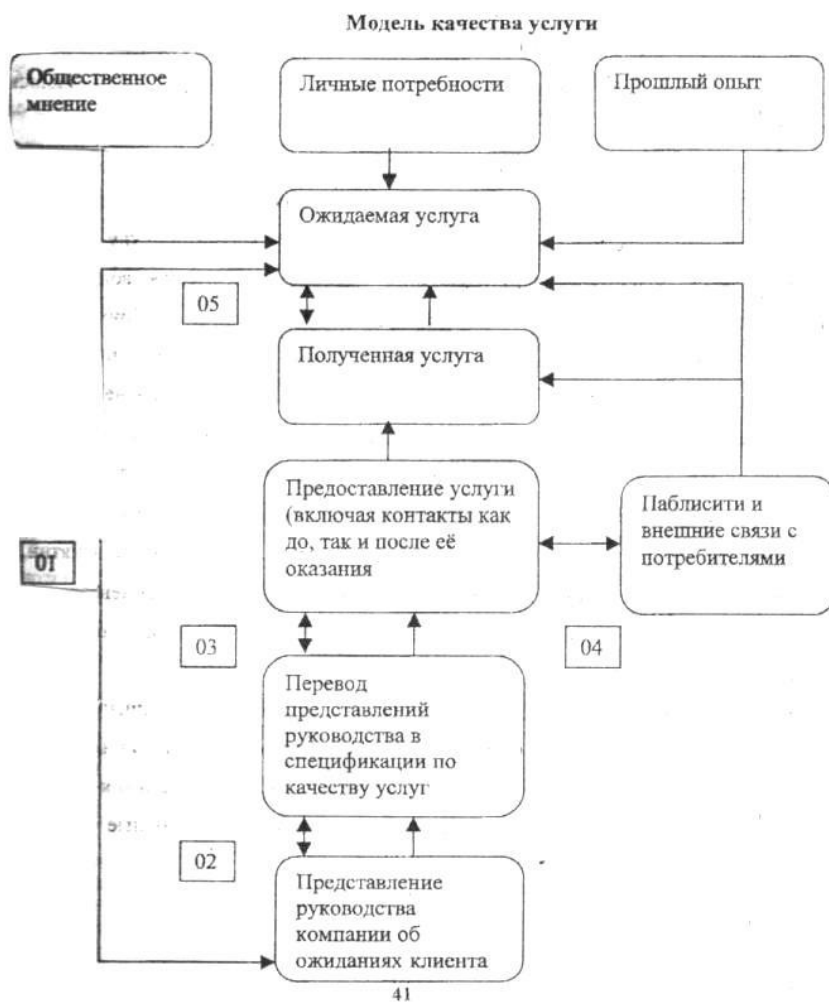 Модель качества услуги
Общественное
мнение
Личные потребности
Прошлый опыт
Ожидаемая услуга
05
Полученная услуга
Предоставление услуги
(включая контакты как
до, так и после её
оказания
Паблисити и
внешние связи с
потребителями
01
03
04
Перевод
представлений
руководства в
спецификации по
качеству услуг
02
Представление
руководства
компании об
ожиданиях клиента
41